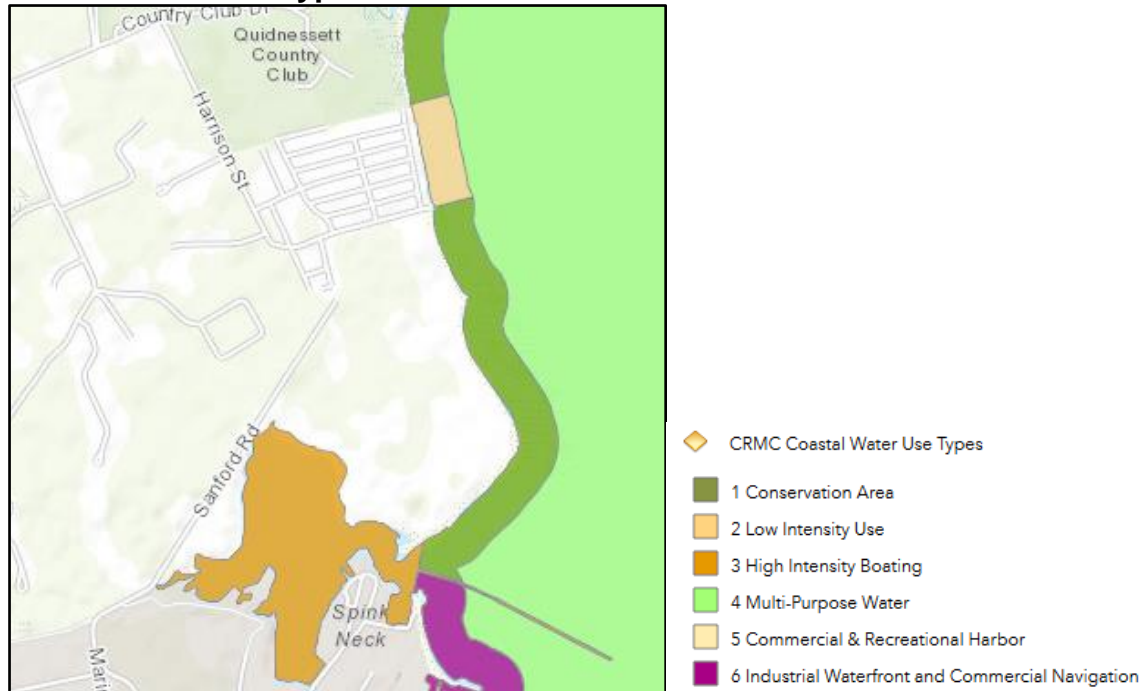 Country Club Dr
Quidnessett
Country
Club
Harrison St
Sanford Rd
Spink
Neck
CRMC Coastal Water Use Types
1 Conservation Area
2 Low Intensity Use
3 High Intensity Boating
4 Multi-Purpose Water
5 Commercial & Recreational Harbor
6 Industrial Waterfront and Commercial Navigation